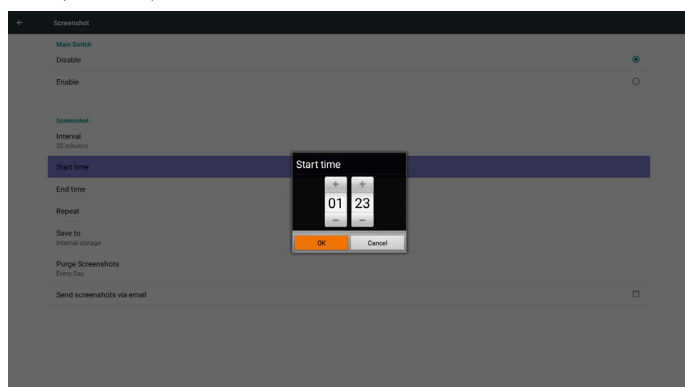 Screenshot
Main Switch
Disable
Enable
Screenshot
Interval
30 minutes
Start time
End time
Repeat
Save to
Internal storage
Purge Screenshots
Every Day
Send screenshots via email
Start time
+ +
01 23
- -
OK Cancel